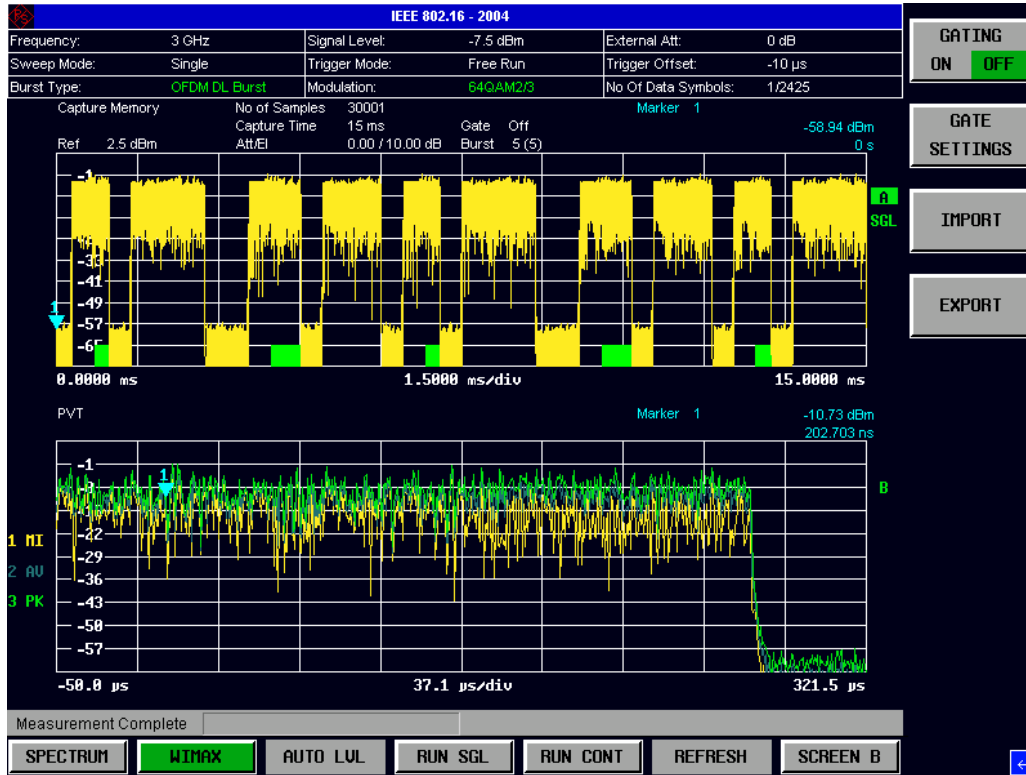 IEEE 802.16 - 2004
Frequency: 3 GHz Signal Level: -7.5 dBm External Att: 0 dB
Sweep Mode: Single Trigger Mode: Free Run Trigger Offset: -10 µs
Burst Type: OFDM DL Burst Modulation: 64QAM2/3 No Of Data Symbols: 1/2425
Capture Memory No of Samples 30001 Marker 1
Capture Time 15 ms Gate Off -58.94 dBm
Ref 2.5 dBm Att/El 0.00 / 10.00 dB Burst 5 (5) 0 s
-1
-33
-41
-49
1
-57
-65
A
SGL
0.0000 ms 1.5000 ms/div 15.0000 ms
PVT Marker 1 -10.73 dBm
202.703 ns
-1
1
-22
-29
-36
-43
-50
-57
B
1 MI
2 AV
3 PK
-50.0 µs 37.1 µs/div 321.5 µs
Measurement Complete
SPECTRUM WIMAX AUTO LVL RUN SGL RUN CONT REFRESH SCREEN B
GATING
ON OFF
GATE
SETTINGS
IMPORT
EXPORT